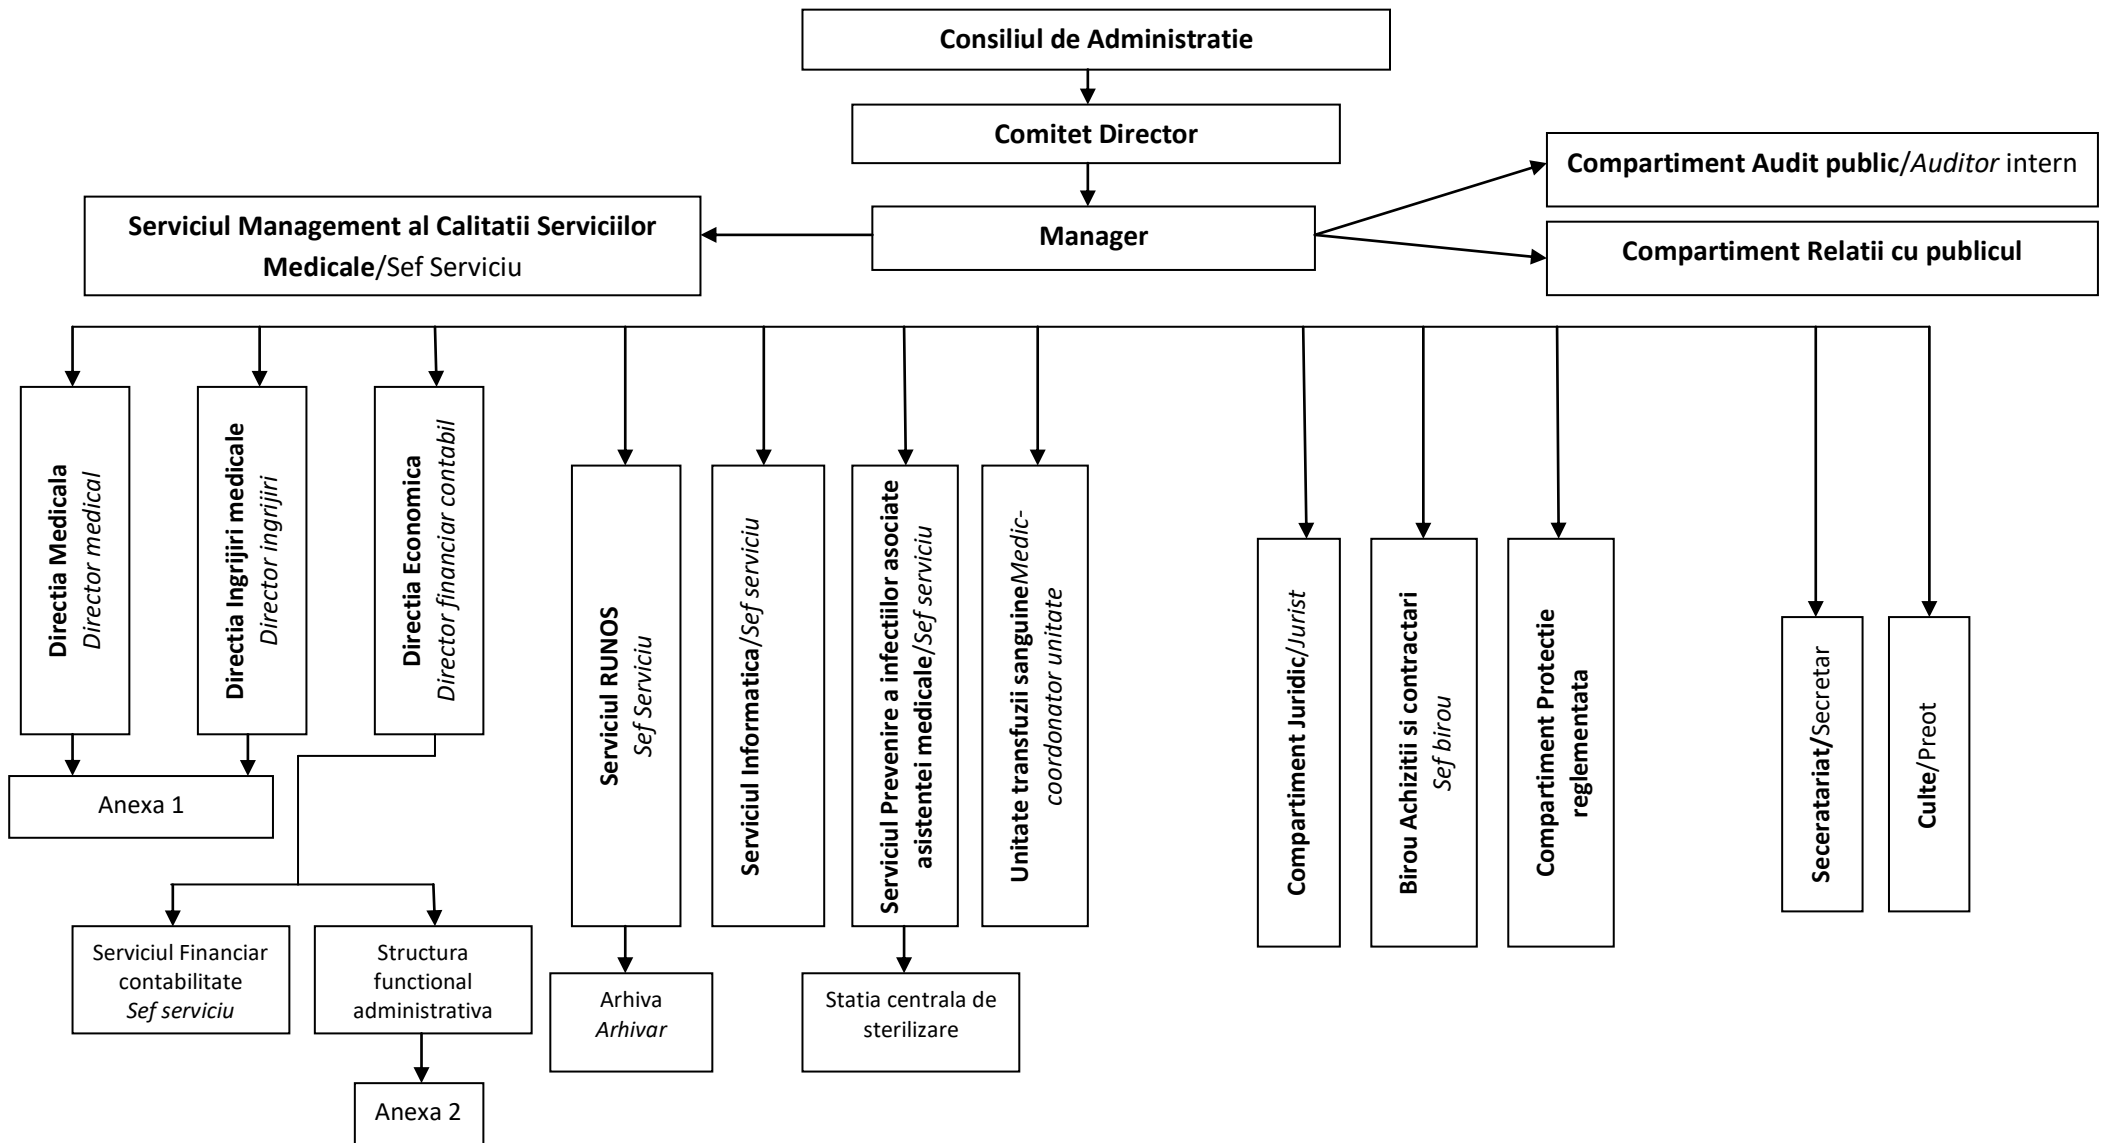 Consiliul de Administratie
Comitet Director
Compartiment Audit public/Auditor intern
Serviciul Management al Calitatii Serviciilor
Medicale/Sef Serviciu
Manager
Compartiment Relatii cu publicul
Directia Medicala
Director medical
Directia Ingrijiri medicale
Director ingrijiri
Directia Economica
Director financiar contabil
Serviciul RUNOS
Sef Serviciu
Serviciul Informatica/Sef serviciu
Serviciul Prevenire a infectiilor asociate
asistentei medicale/Sef serviciu
Unitate transfuzii sanguineMedic-
coordonator unitate
Compartiment Juridic/Jurist
Birou Achizitii si contractari
Sef birou
Compartiment Protectie
reglementata
Seceratariat/Secretar
Culte/Preot
Anexa 1
Serviciul Financiar
contabilitate
Sef serviciu
Structura
functional
administrativa
Arhiva
Arhivar
Statia centrala de
sterilizare
Anexa 2